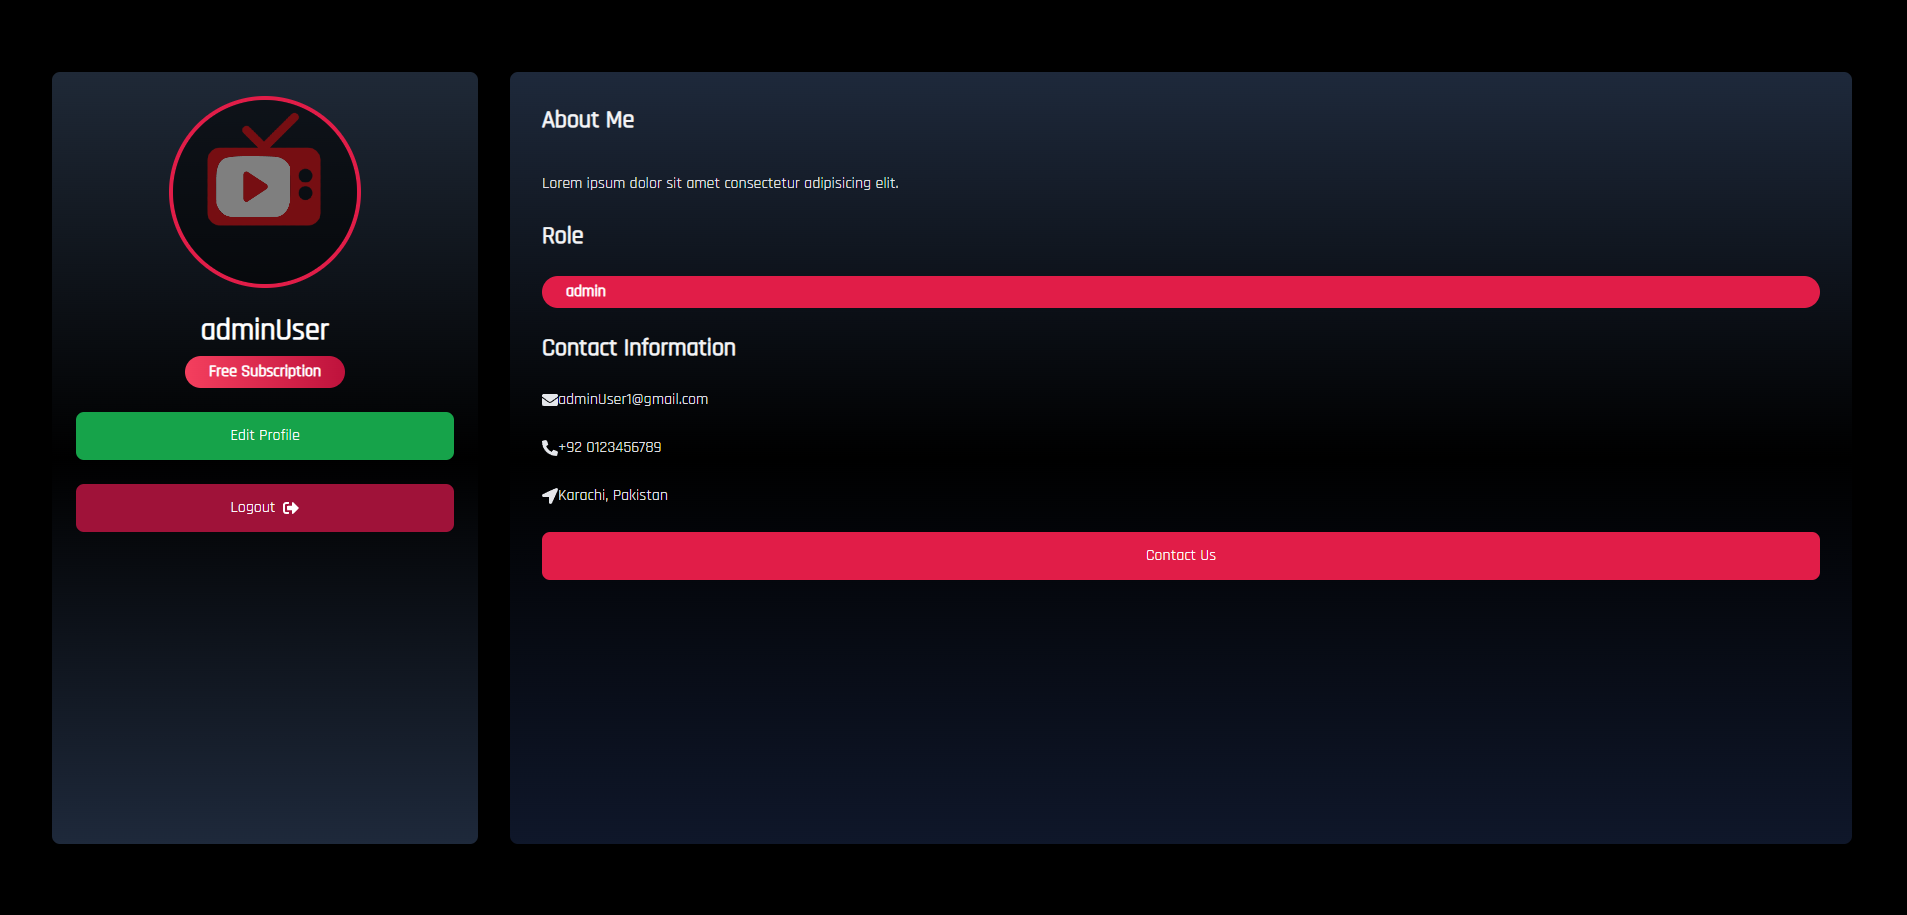 adminUser
Free Subscription
Edit Profile
Logout
About Me
Lorem ipsum dolor sit amet consectetur adipisicing elit.
Role
admin
Contact Information
adminUser1@gmail.com
+92 0123456789
Karachi, Pakistan
Contact Us